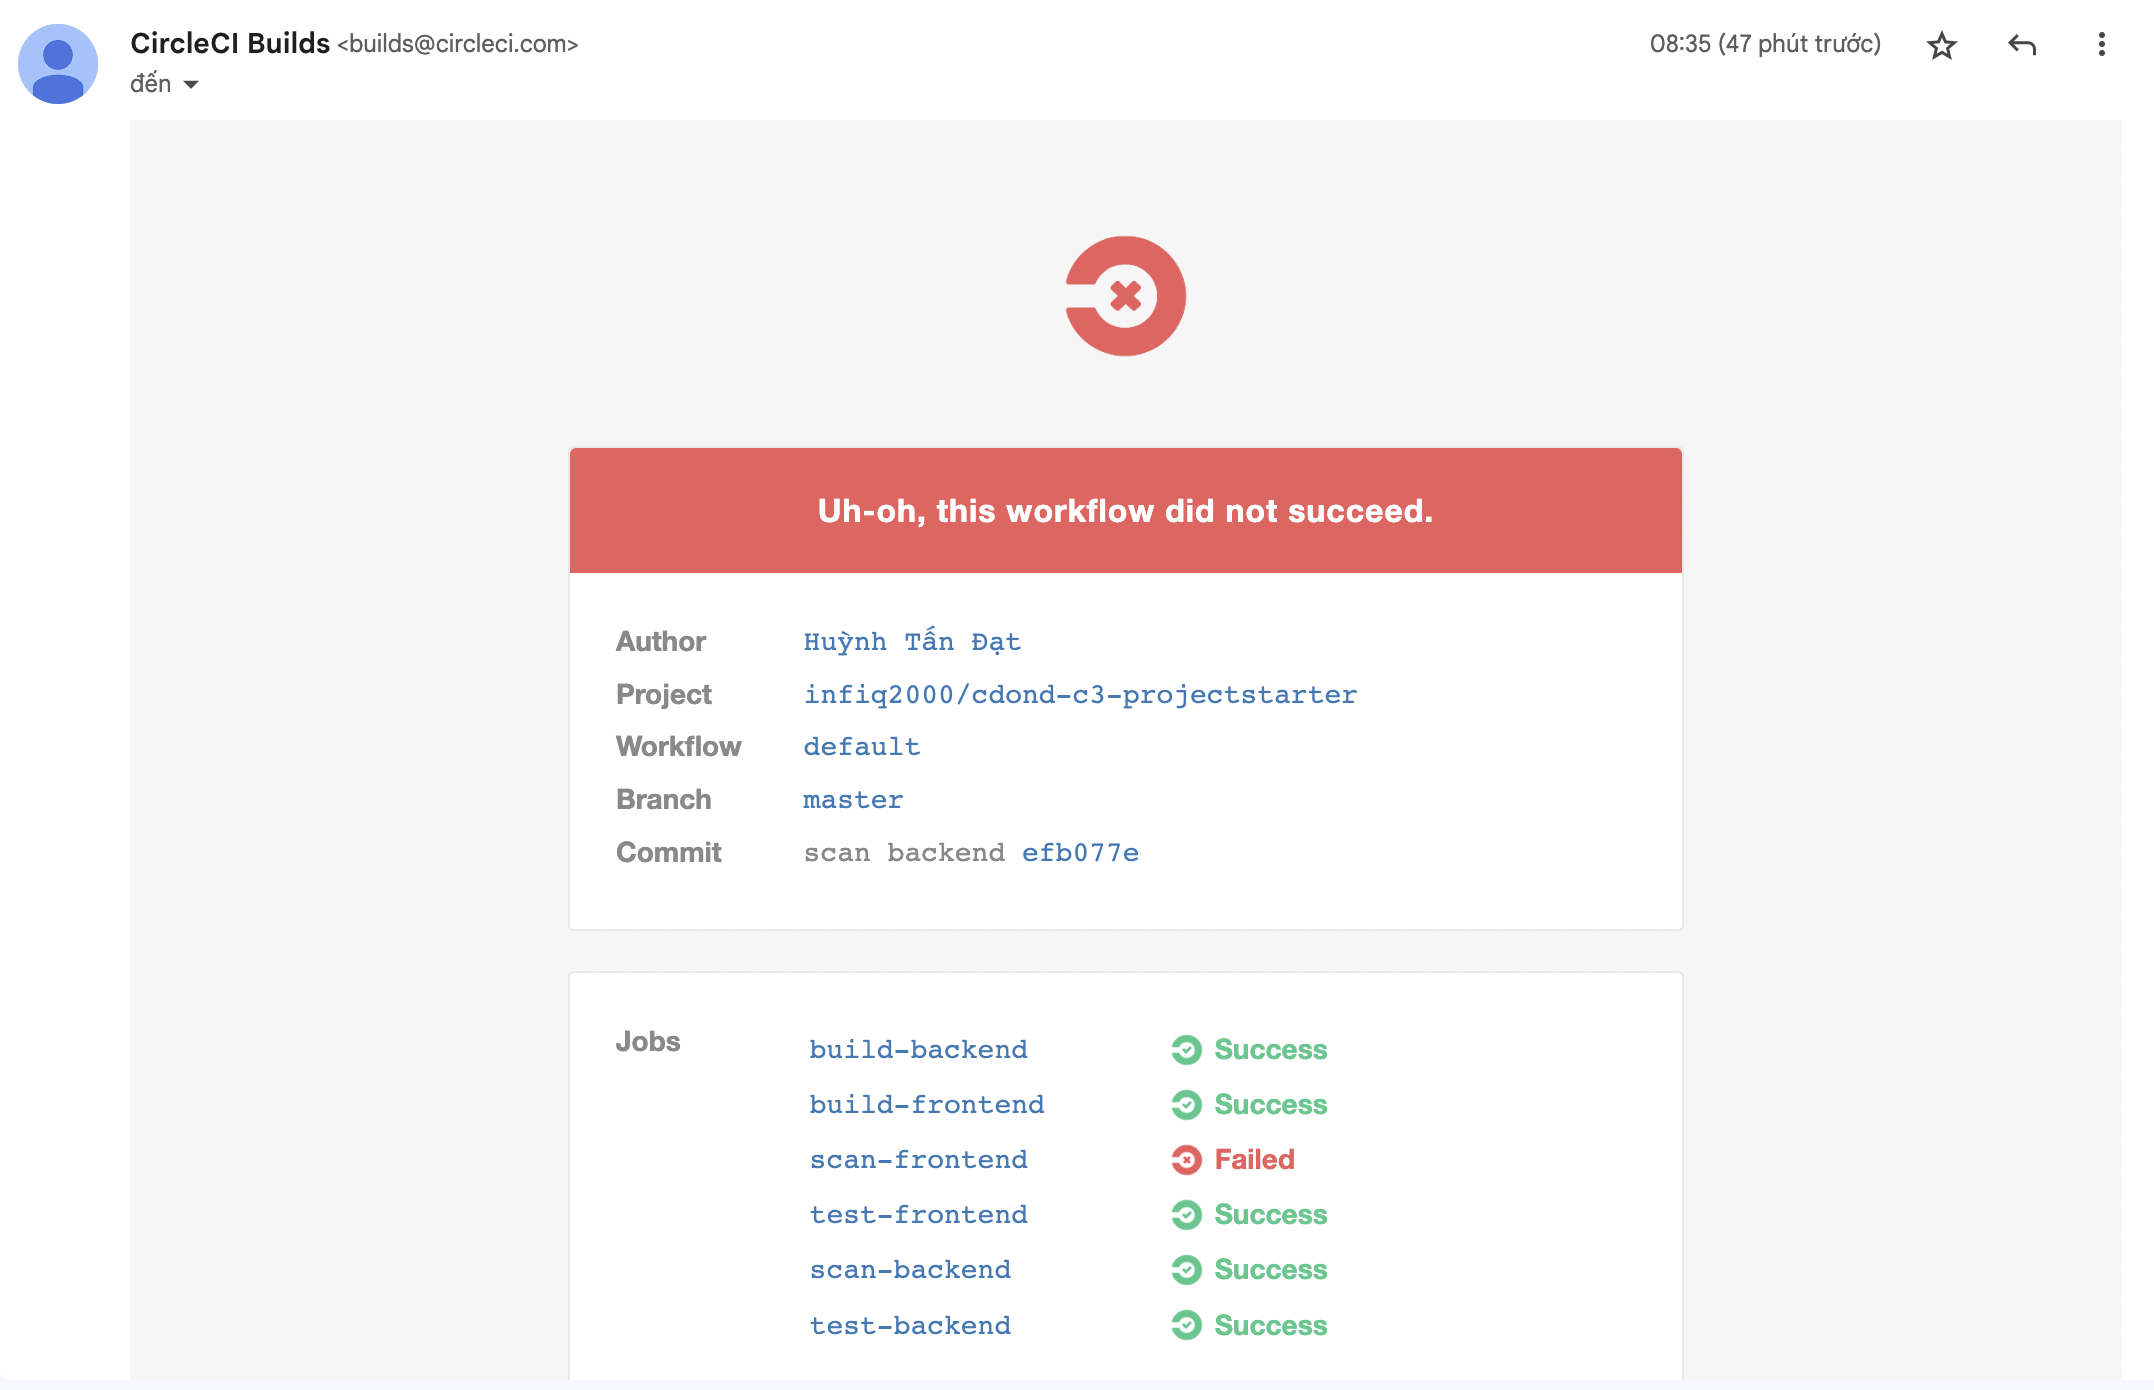 CircleCI Builds <builds@circleci.com>
08:35 (47 phút trước)
đến
Uh-oh, this workflow did not succeed.
Author Huỳnh Tấn Đạt
Project infiq2000/cdond-c3-projectstarter
Workflow default
Branch master
Commit scan backend efb077e
Jobs
build-backend Success
build-frontend Success
scan-frontend Failed
test-frontend Success
scan-backend Success
test-backend Success